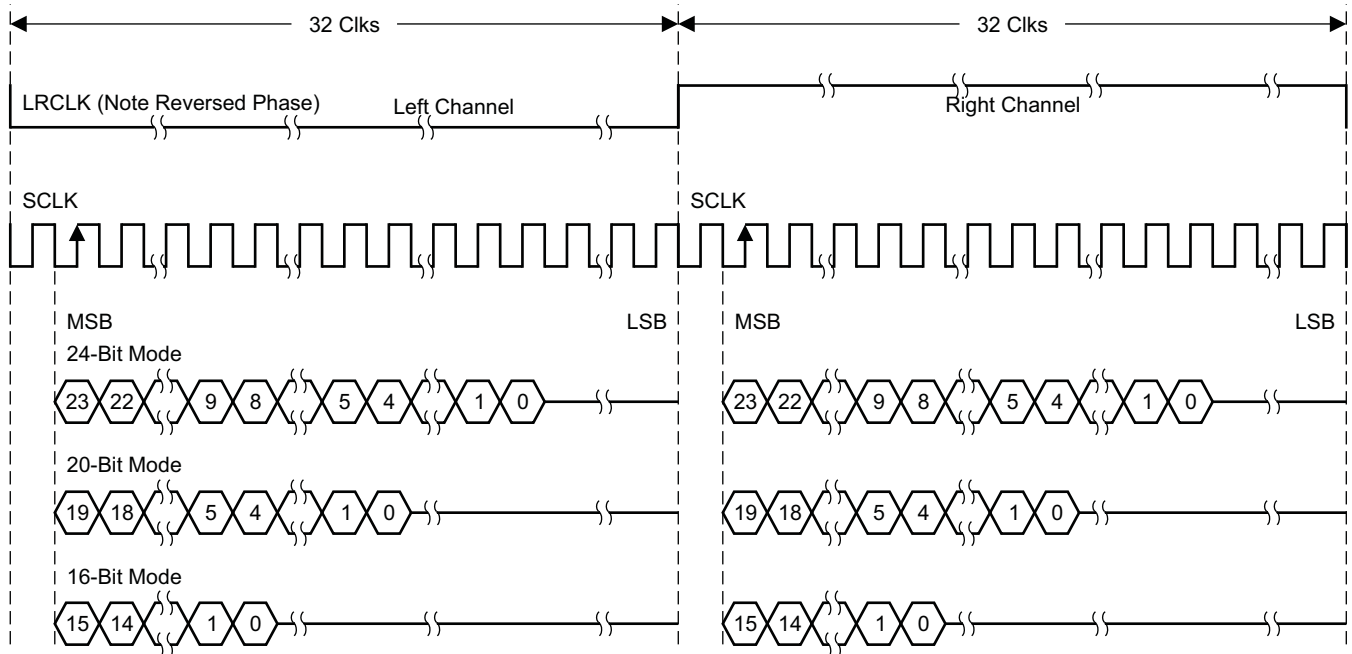 32 Clks 32 Clks
LRCLK (Note Reversed Phase) Left Channel Right Channel
SCLK SCLK
MSB LSB MSB LSB
24-Bit Mode
23 22 9 8 5 4 1 0 23 22 9 8 5 4 1 0
20-Bit Mode
19 18 5 4 1 0 19 18 5 4 1 0
16-Bit Mode
15 14 1 0 15 14 1 0